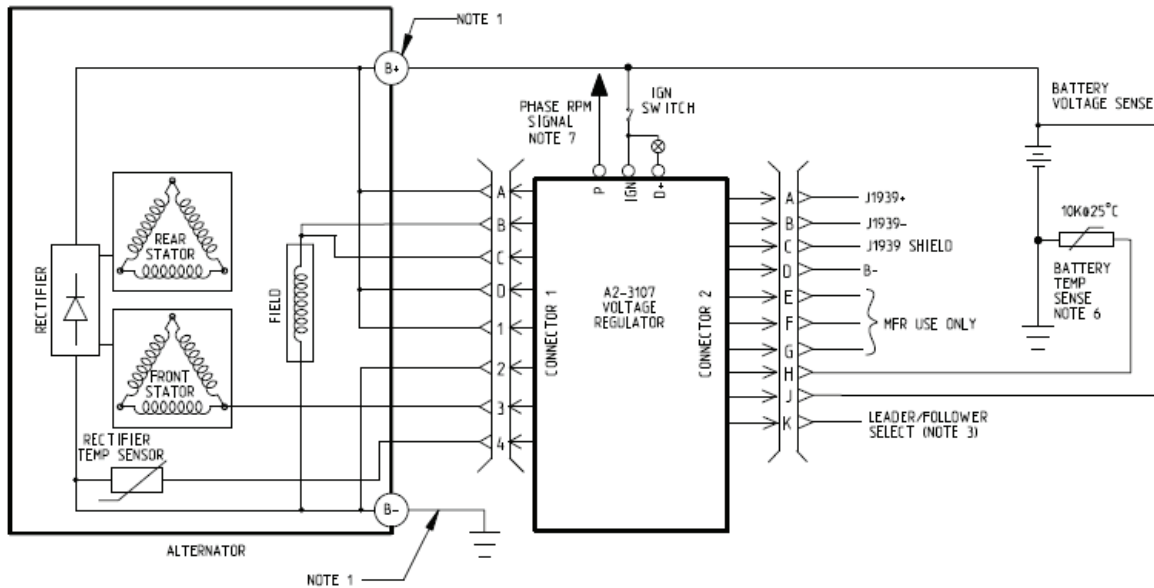 NOTE 1
B+
PHASE RPM
SIGNAL
NOTE 7
IGN
SWITCH
BATTERY
VOLTAGE SENSE
P
IGN
D+
A
B
C
D
1
2
3
4
CONNECTOR 1
A2-3107
VOLTAGE
REGULATOR
CONNECTOR 2
A
B
C
D
E
F
G
H
J
K
J1939+
J1939-
J1939 SHIELD
B-
MFR USE ONLY
LEADER/FOLLOWER
SELECT (NOTE 3)
10K@25°C
BATTERY
TEMP
SENSE
NOTE 6
RECTIFIER
REAR
STATOR
FIELD
FRONT
STATOR
RECTIFIER
TEMP SENSOR
B-
ALTERNATOR
NOTE 1